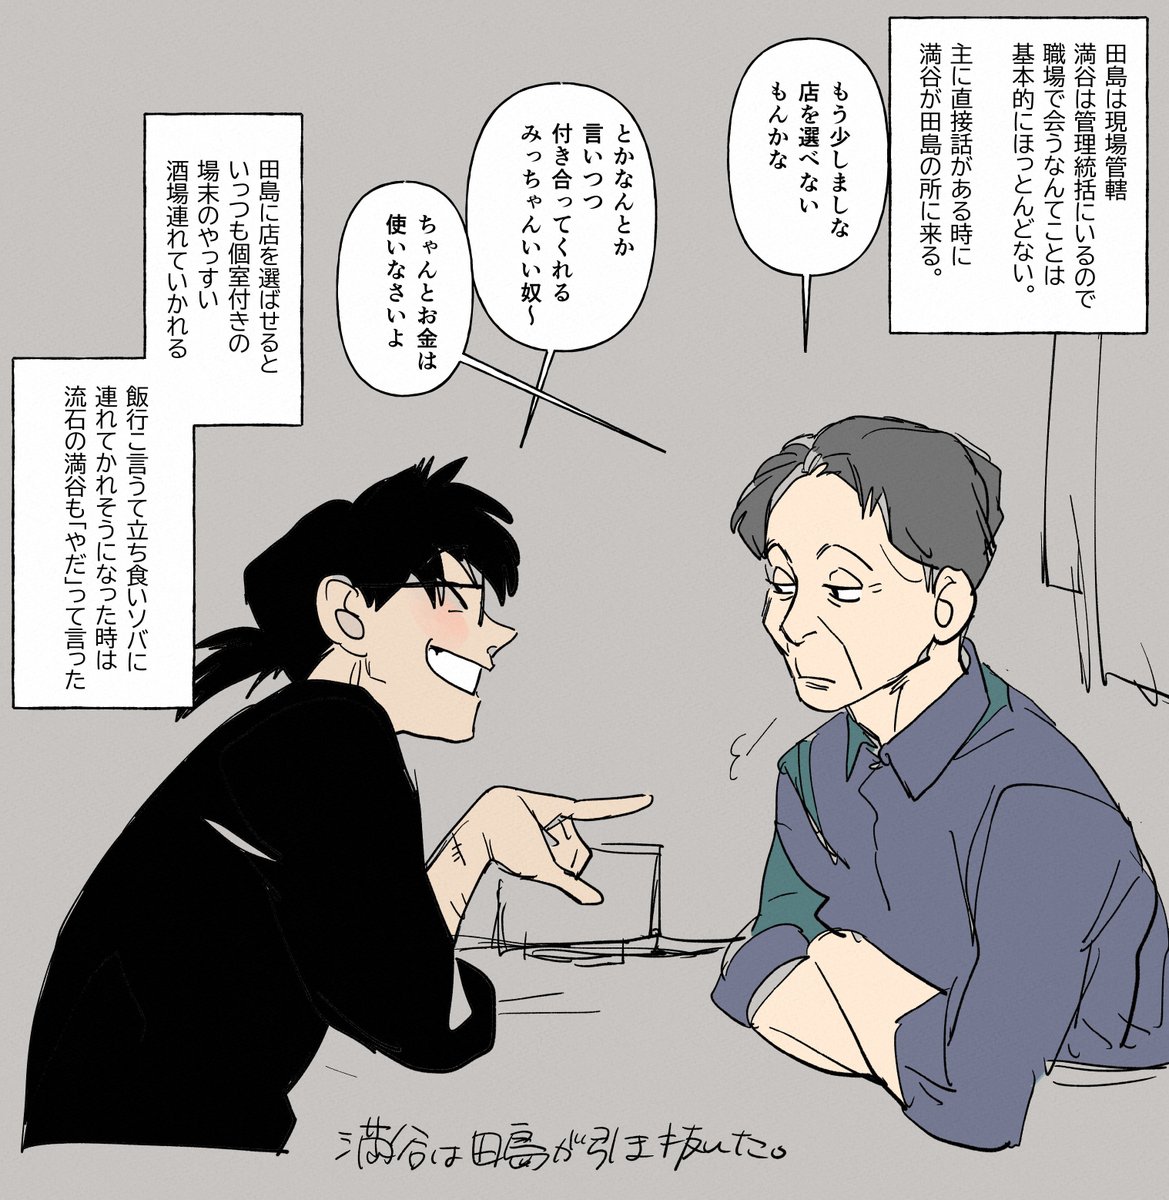 田島は現場管轄
満谷は管理統括にいるので
職場で会うなんてことは
基本的にほっとんどない。
主に直接話がある時に
満谷が田島の所に来る。
もう少しましな
店を選べない
もんかな
とかなんとか
言いつつ
付き合ってくれる
みっちゃんいい奴〜
ちゃんとお金は
使いなさいよ
田島に店を選ばせると
いっつも個室付きの
場末のやっすい
酒場連れていかれる
飯行こ言うて立ち食いソバに
連れてかれそうになった時は
流石の満谷も「やだ」って言った
満谷は田島が引き抜いた。